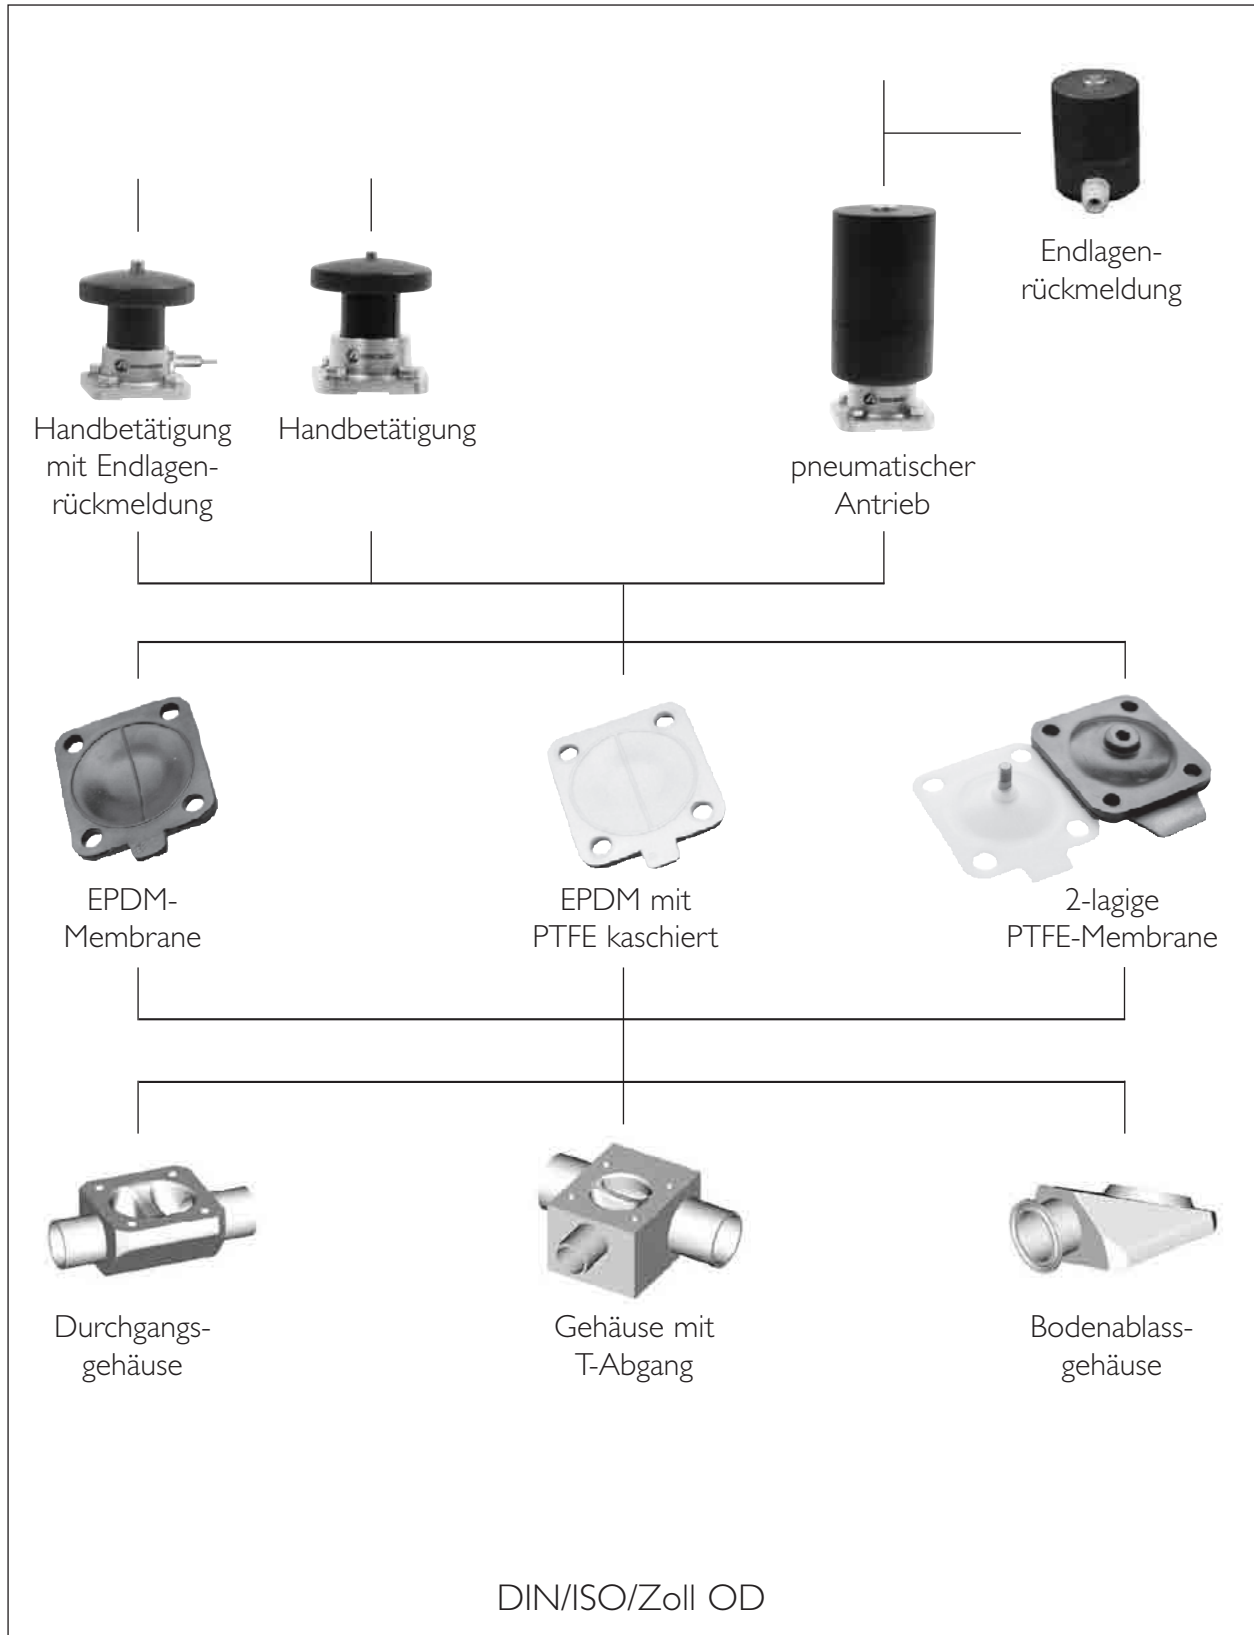 Endlagen-
rückmeldung
Handbetätigung
mit Endlagen-
rückmeldung
Handbetätigung
pneumatischer
Antrieb
EPDM-
Membrane
EPDM mit
PTFE kaschiert
2-lagige
PTFE-Membrane
Durchgangs-
gehäuse
Gehäuse mit
T-Abgang
Bodenablass-
gehäuse
DIN/ISO/Zoll OD